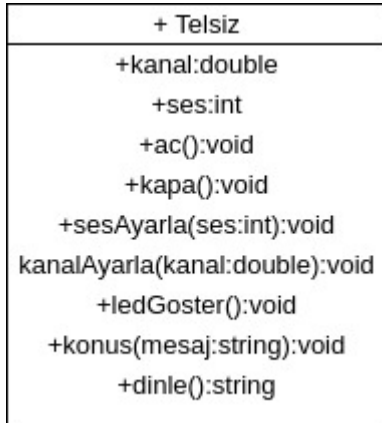 + Telsiz
+kanal:double
+ses:int
+ac():void
+kapa():void
+sesAyarla(ses:int):void
kanalAyarla(kanal:double):void
+ledGoster():void
+konus(mesaj:string):void
+dinle():string